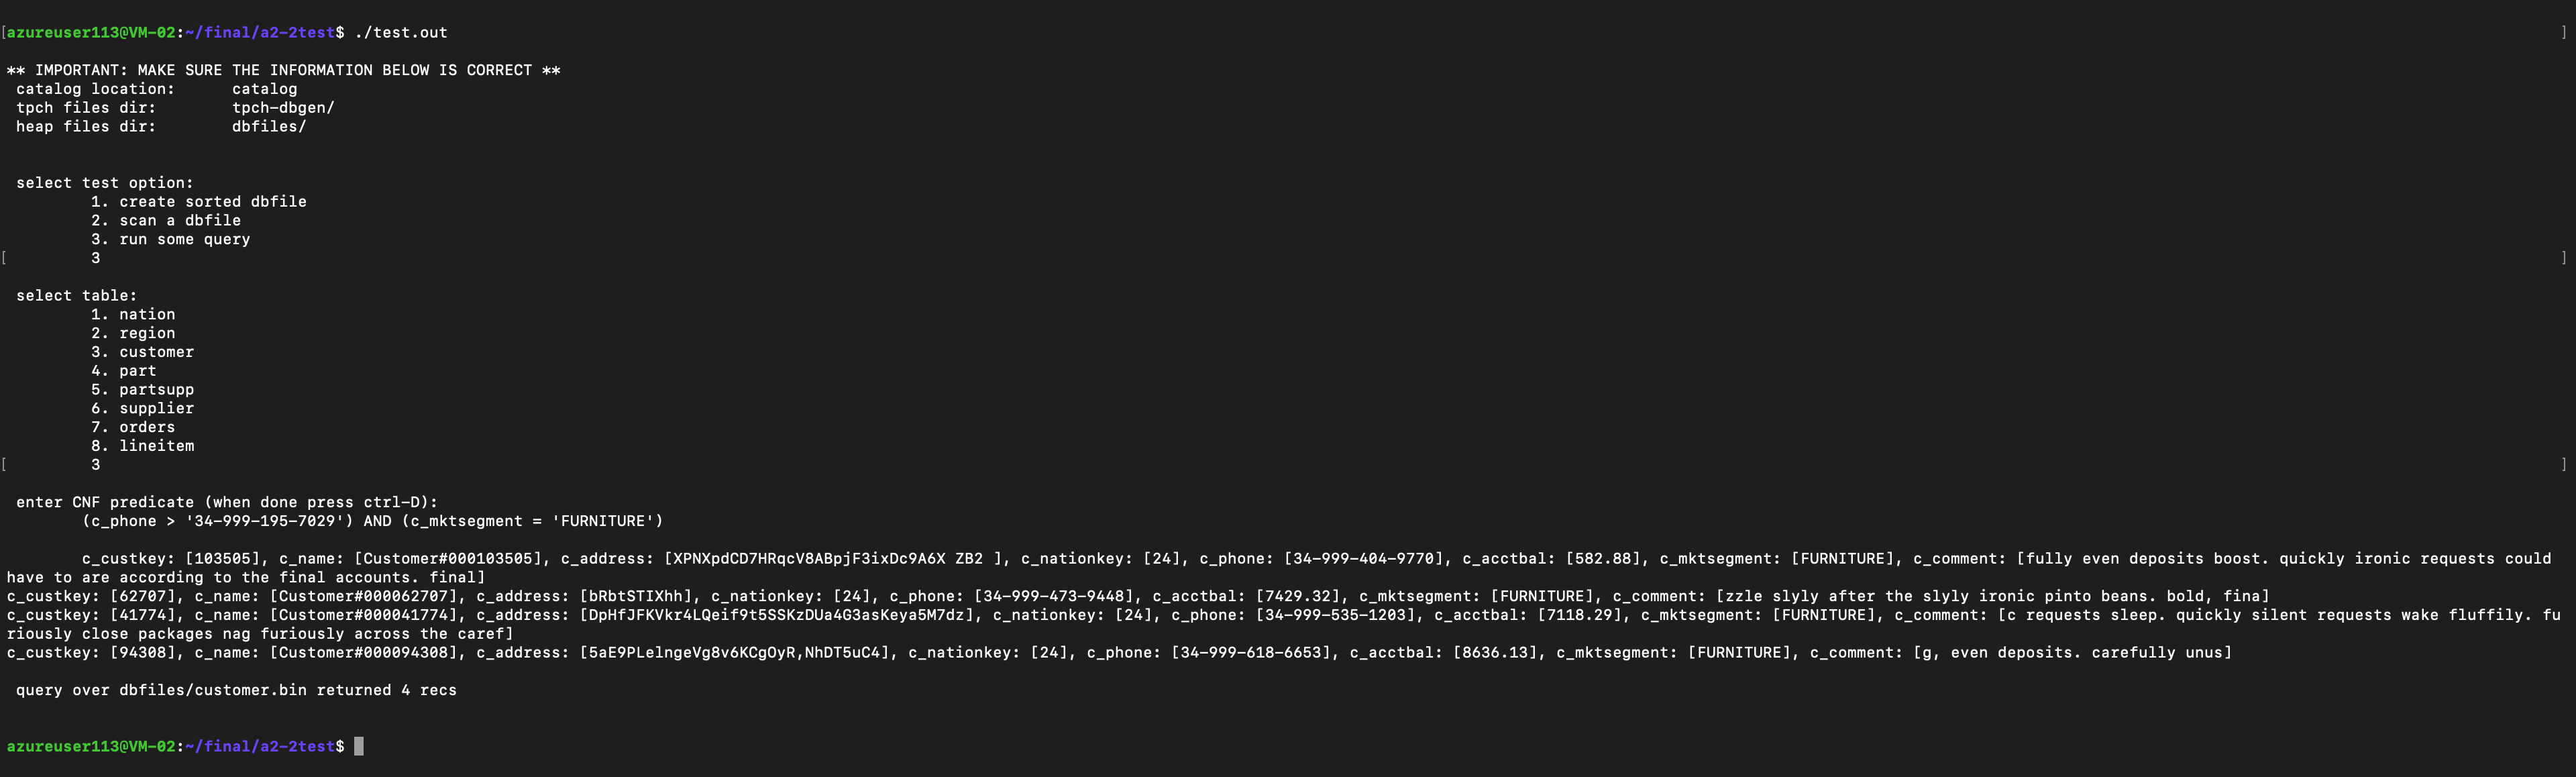 [azureuser113@VM-02:~/final/a2-2test$ ./test.out ]
** IMPORTANT: MAKE SURE THE INFORMATION BELOW IS CORRECT **
catalog location: catalog
tpch files dir: tpch-dbgen/
heap files dir: dbfiles/
select test option:
1. create sorted dbfile
2. scan a dbfile
3. run some query
[ 3 ]
select table:
1. nation
2. region
3. customer
4. part
5. partsupp
6. supplier
7. orders
8. lineitem
[ 3 ]
enter CNF predicate (when done press ctrl-D):
(c_phone > '34-999-195-7029') AND (c_mktsegment = 'FURNITURE')
c_custkey: [103505], c_name: [Customer#000103505], c_address: [XPNXpdCD7HRqcV8ABpjF3ixDc9A6X ZB2 ], c_nationkey: [24], c_phone: [34-999-404-9770], c_acctbal: [582.88], c_mktsegment: [FURNITURE], c_comment: [fully even deposits boost. quickly ironic requests could
have to are according to the final accounts. final]
c_custkey: [62707], c_name: [Customer#000062707], c_address: [bRbtSTIXhh], c_nationkey: [24], c_phone: [34-999-473-9448], c_acctbal: [7429.32], c_mktsegment: [FURNITURE], c_comment: [zzle slyly after the slyly ironic pinto beans. bold, fina]
c_custkey: [41774], c_name: [Customer#000041774], c_address: [DpHfJFKVkr4LQeif9t5SSKzDUa4G3asKeya5M7dz], c_nationkey: [24], c_phone: [34-999-535-1203], c_acctbal: [7118.29], c_mktsegment: [FURNITURE], c_comment: [c requests sleep. quickly silent requests wake fluffily. fu
riously close packages nag furiously across the caref]
c_custkey: [94308], c_name: [Customer#000094308], c_address: [5aE9PLelngeVg8v6KCgOyR,NhDT5uC4], c_nationkey: [24], c_phone: [34-999-618-6653], c_acctbal: [8636.13], c_mktsegment: [FURNITURE], c_comment: [g, even deposits. carefully unus]
query over dbfiles/customer.bin returned 4 recs
azureuser113@VM-02:~/final/a2-2test$